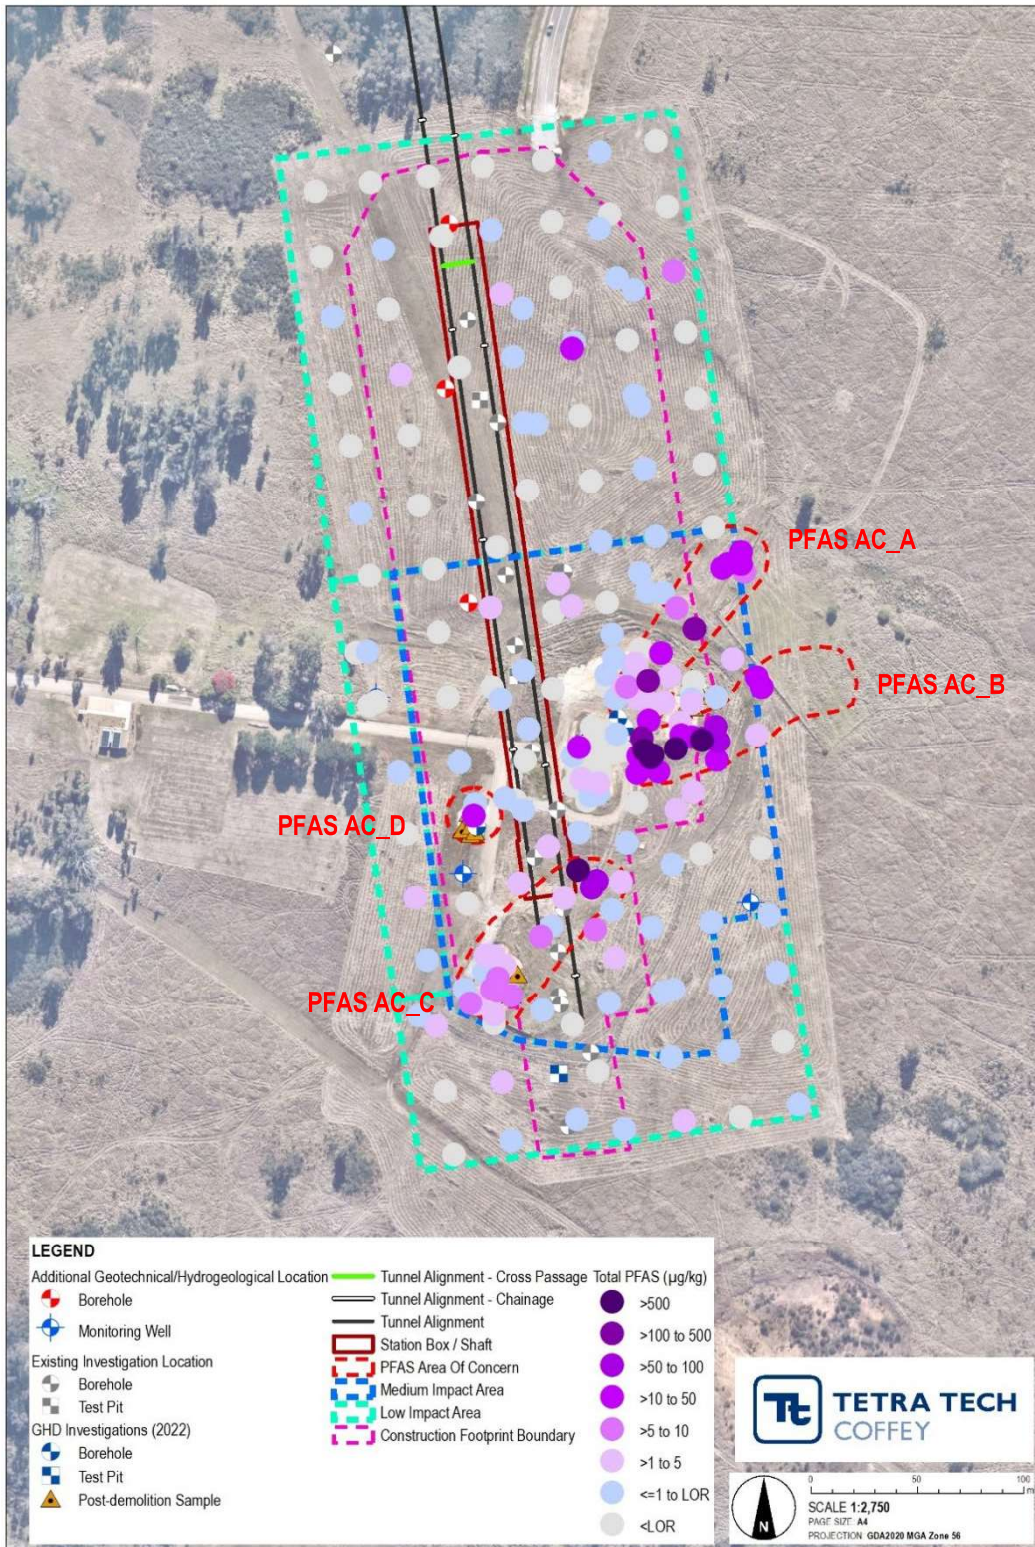 PFAS AC_A
PFAS AC_B
PFAS AC_D
PFAS AC_C
LEGEND
Additional Geotechnical/Hydrogeological Location
Borehole
Monitoring Well
Existing Investigation Location
Borehole
Test Pit
GHD Investigations (2022)
Borehole
Test Pit
Post-demolition Sample
Tunnel Alignment - Cross Passage
Tunnel Alignment - Chainage
Tunnel Alignment
Station Box / Shaft
PFAS Area Of Concern
Medium Impact Area
Low Impact Area
Construction Footprint Boundary
Total PFAS (µg/kg)
>500
>100 to 500
>50 to 100
>10 to 50
>5 to 10
>1 to 5
<=1 to LOR
<LOR
Tt
TETRA TECH
COFFEY
N
0 50 100
m
SCALE 1:2,750
PAGE SIZE: A4
PROJECTION: GDA2020 MGA Zone 56